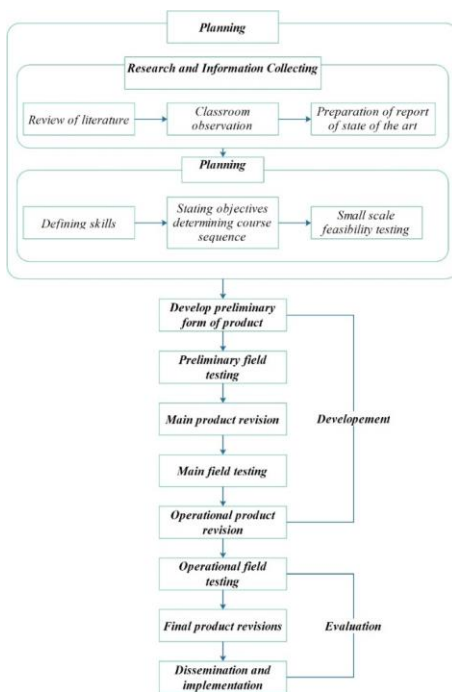 Planning
Research and Information Collecting
Review of literature
Classroom
observation
Preparation of report
of state of the art
Planning
Defining skills
Stating objectives
determining course
sequence
Small scale
feasibility testing
Develop preliminary
form of product
Preliminary field
testing
Main product revision
Developement
Main field testing
Operational product
revision
Operational field
testing
Final product revisions
Evaluation
Dissemination and
implementation